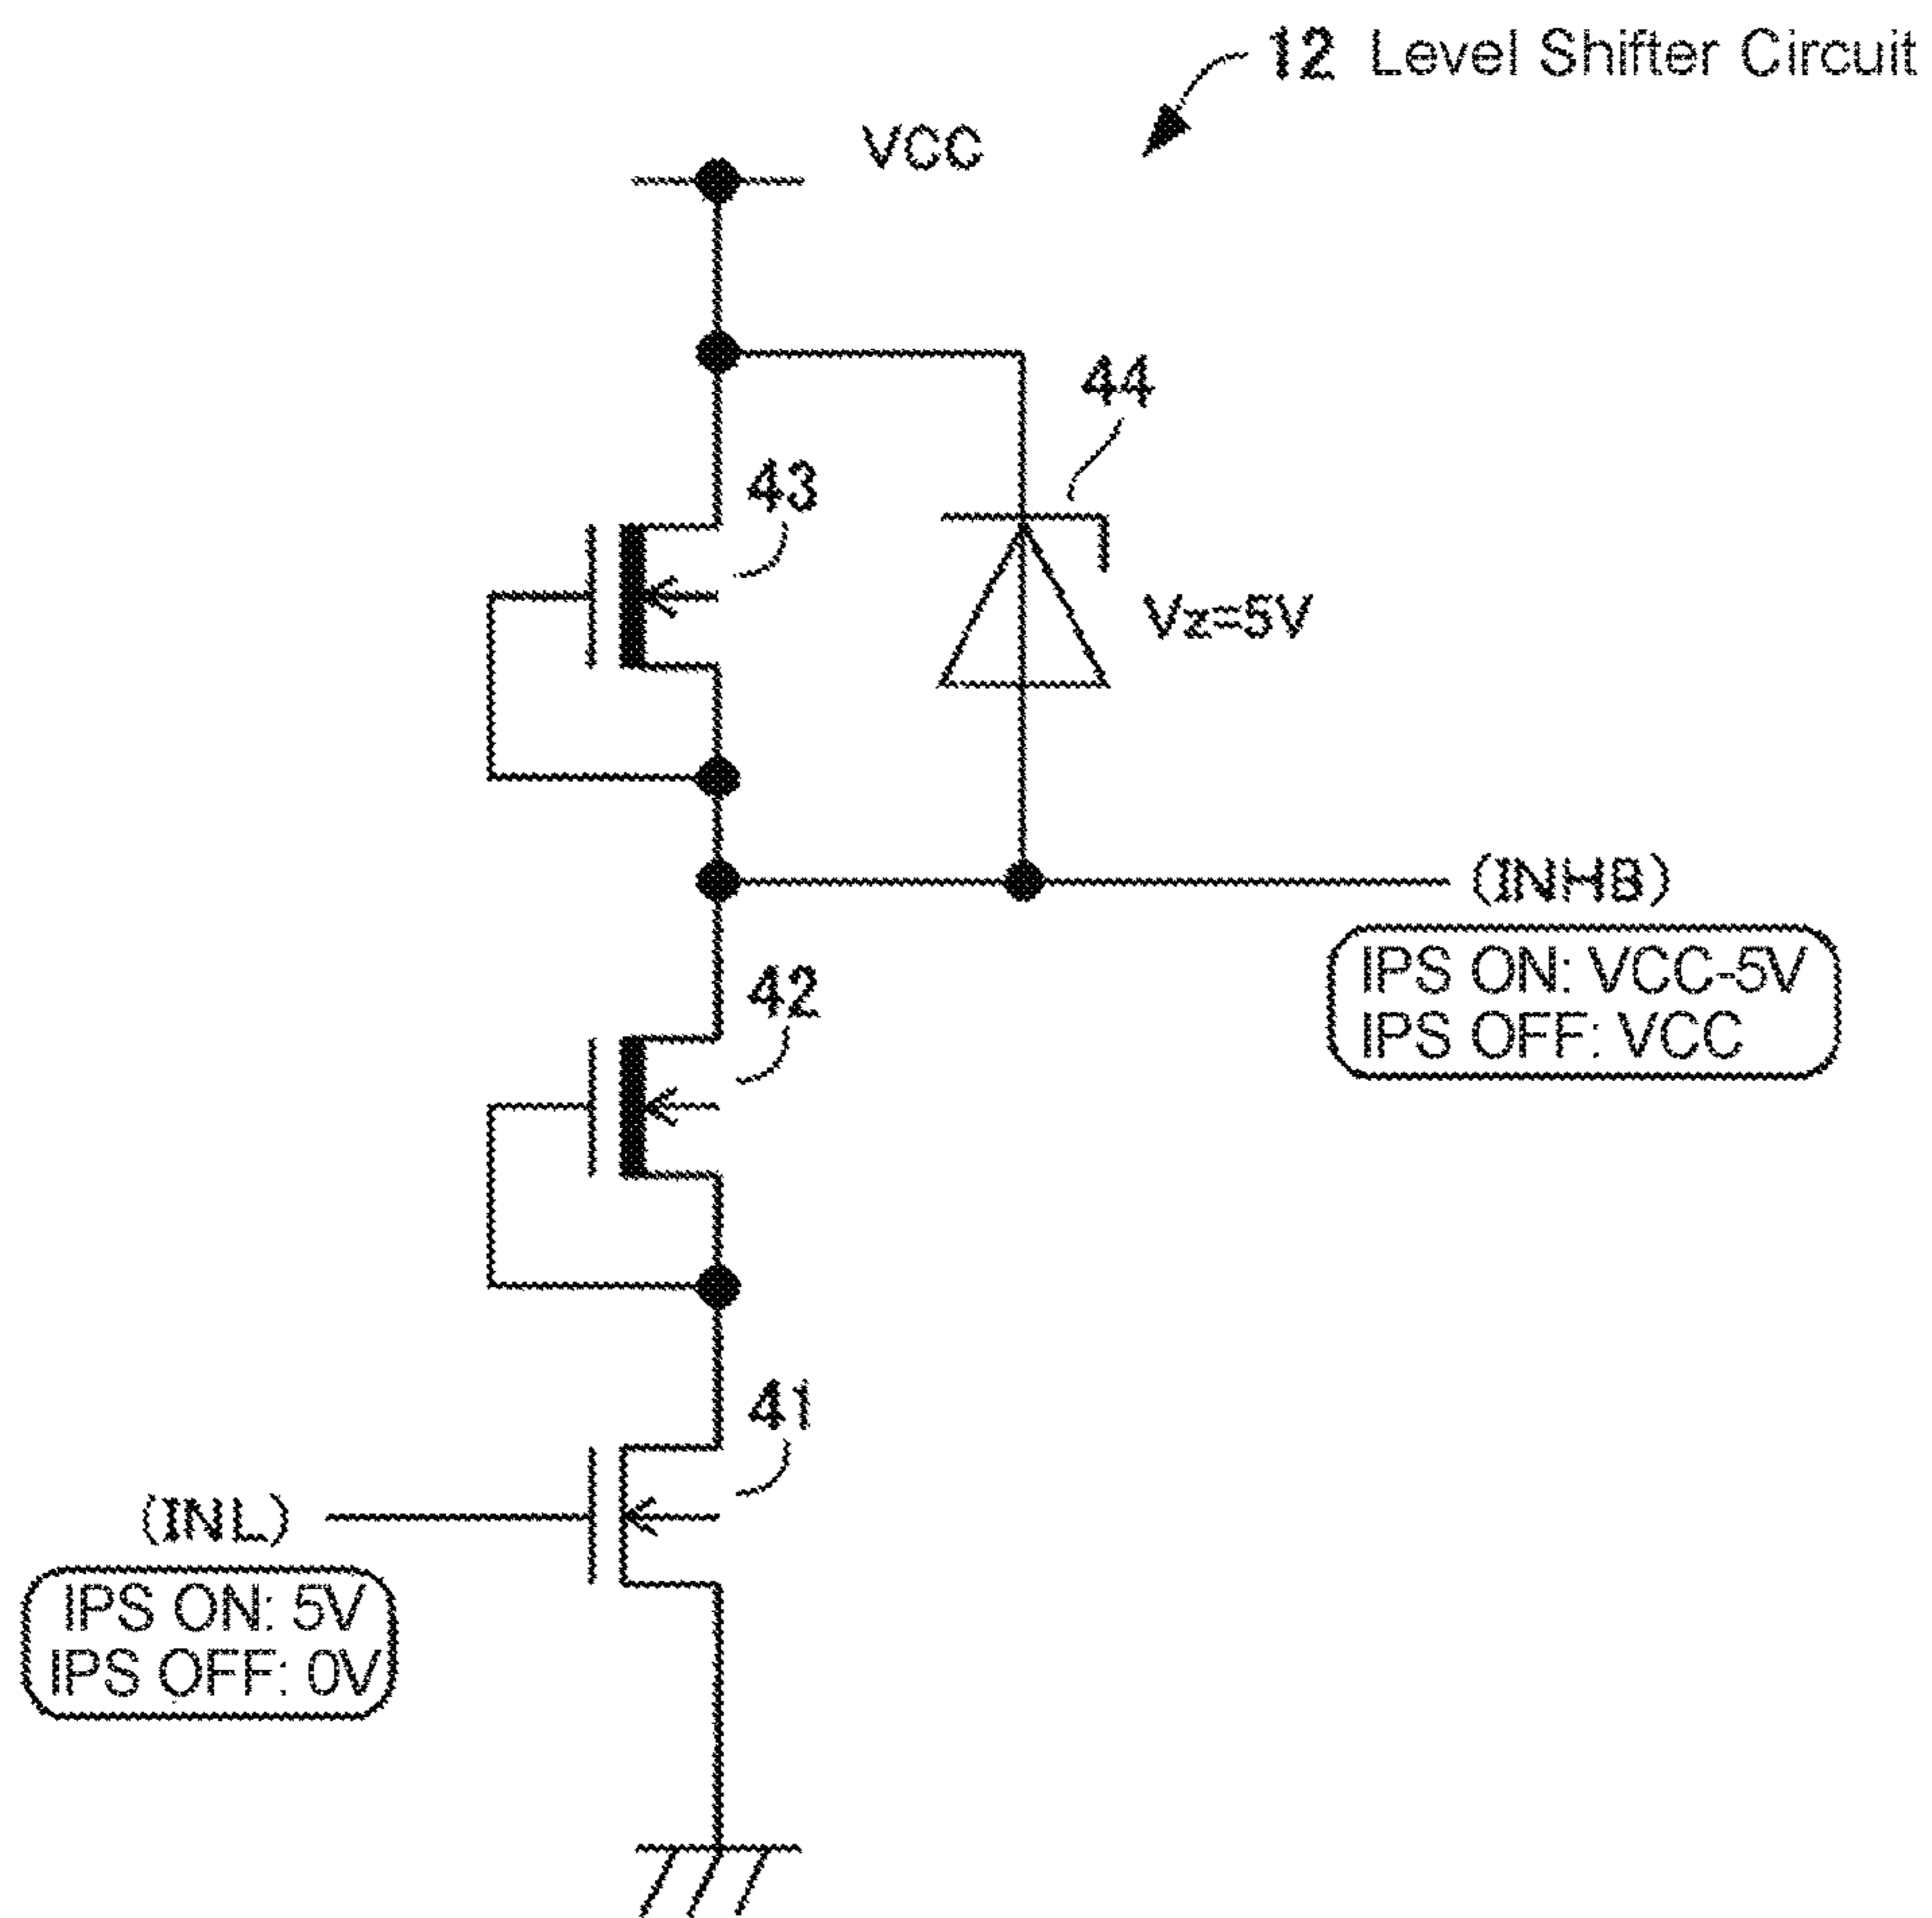 12 Level Shifter Circuit
VCC
44
43
Vz=5V
(INHB)
IPS ON: VCC-5V
IPS OFF: VCC
42
41
(INL)
IPS ON: 5V
IPS OFF: 0V